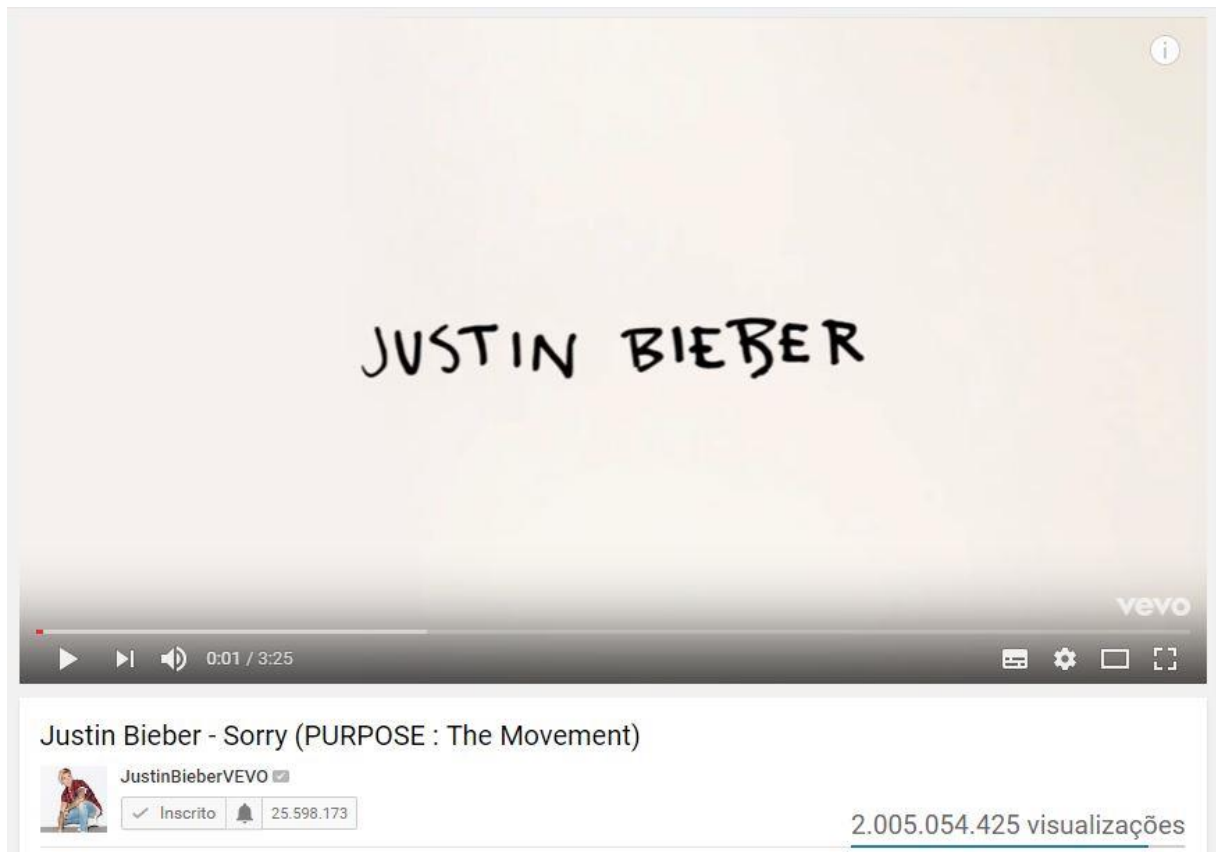 JUSTIN BIEBER
vevo
0:01 / 3:25
Justin Bieber - Sorry (PURPOSE : The Movement)
JustinBieberVEVO
Inscrito 25.598.173
2.005.054.425 visualizações